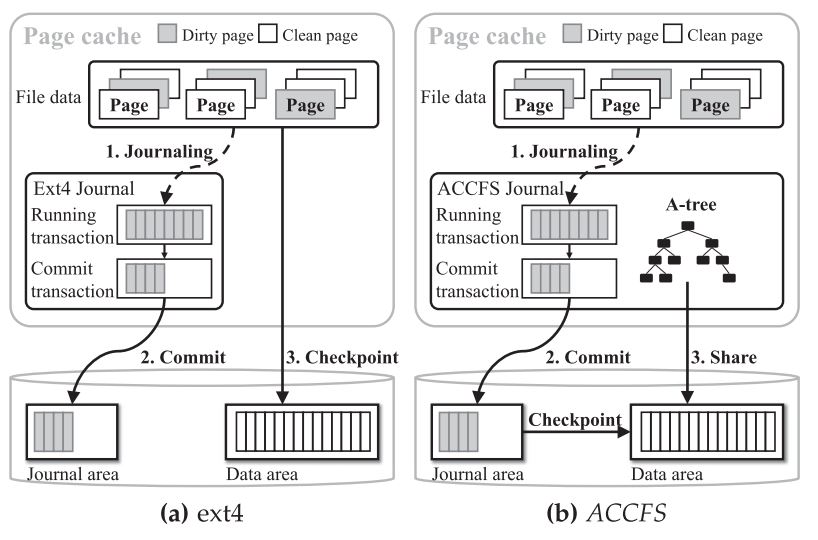 Page cache
Dirty page
Clean page
File data
Page
Page
Page
1. Journaling
Ext4 Journal
Running
transaction
Commit
transaction
2. Commit
3. Checkpoint
Journal area
Data area
(a) ext4
Page cache
Dirty page
Clean page
File data
Page
Page
Page
1. Journaling
ACCFS Journal
A-tree
Running
transaction
Commit
transaction
2. Commit
3. Share
Checkpoint
Journal area
Data area
(b) ACCFS